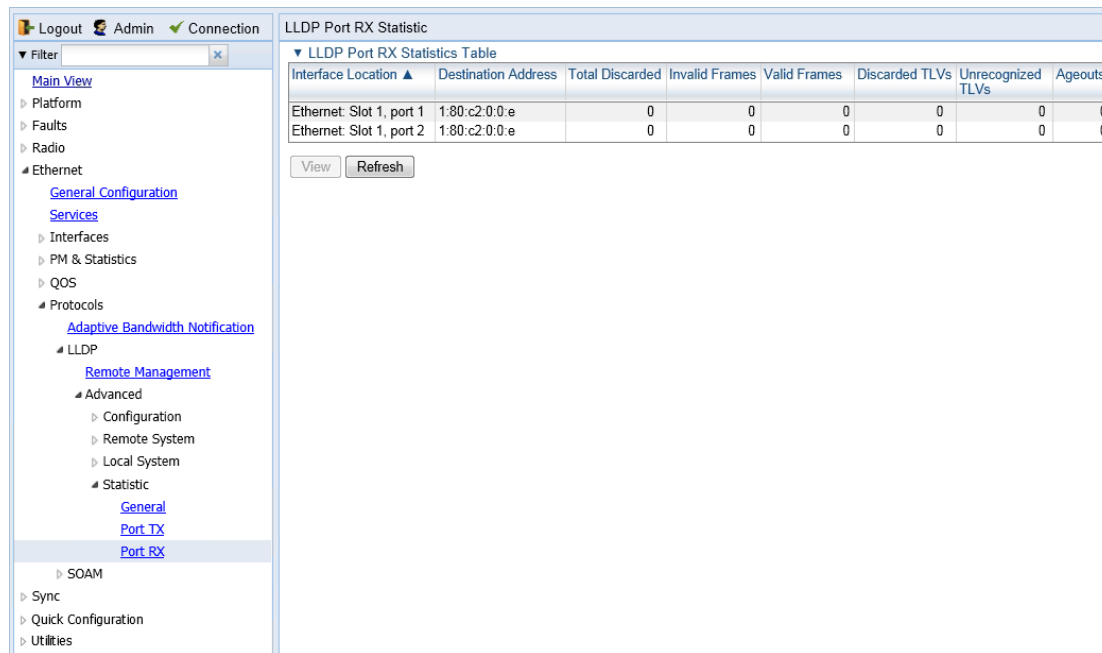 Logout Admin Connection
Filter
Main View
Platform
Faults
Radio
Ethernet
General Configuration
Services
Interfaces
PM & Statistics
QOS
Protocols
Adaptive Bandwidth Notification
LLDP
Remote Management
Advanced
Configuration
Remote System
Local System
Statistic
General
Port TX
Port RX
SOAM
Sync
Quick Configuration
Utilities
LLDP Port RX Statistic
LLDP Port RX Statistics Table
Interface Location ▲ Destination Address Total Discarded Invalid Frames Valid Frames Discarded TLVs Unrecognized TLVs Ageouts
Ethernet: Slot 1, port 1 1:80:c2:0:0:e 0 0 0 0 0
Ethernet: Slot 1, port 2 1:80:c2:0:0:e 0 0 0 0 0
View Refresh